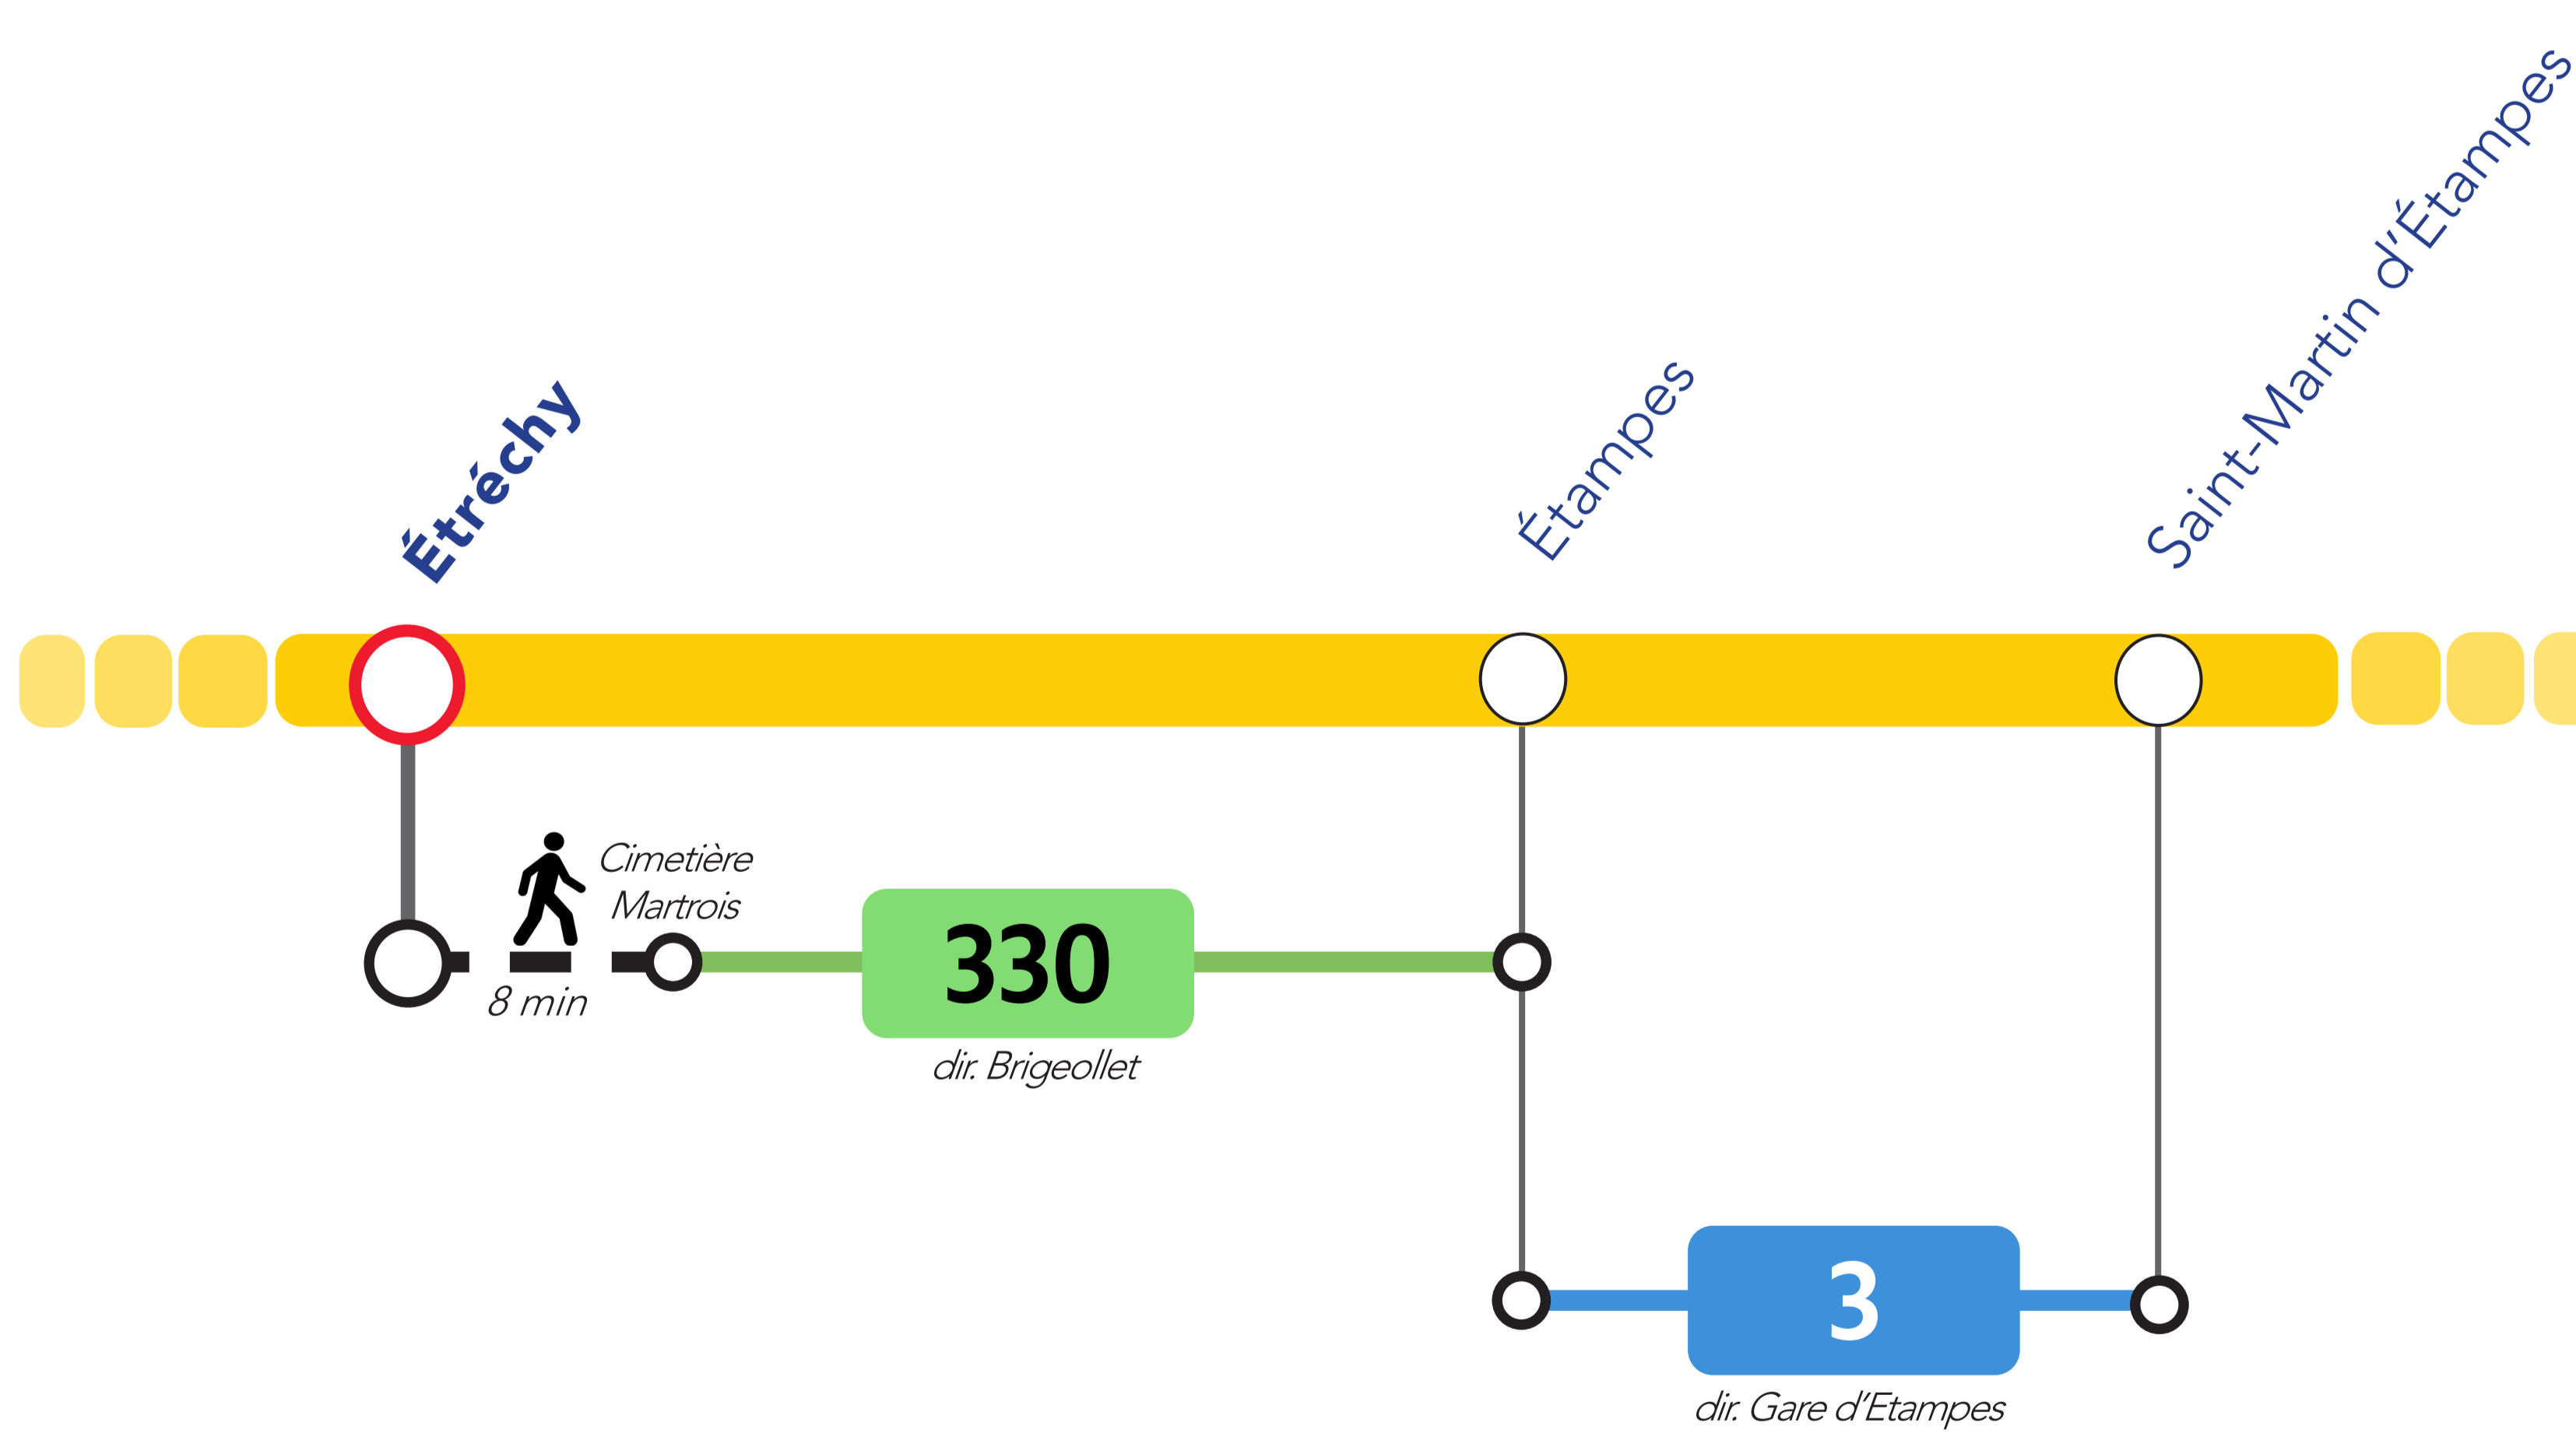 Étréchy
Étampes
Saint-Martin d’Étampes
Cimetière
Martrois
8 min
330
dir. Brigeollet
3
dir. Gare d’Etampes